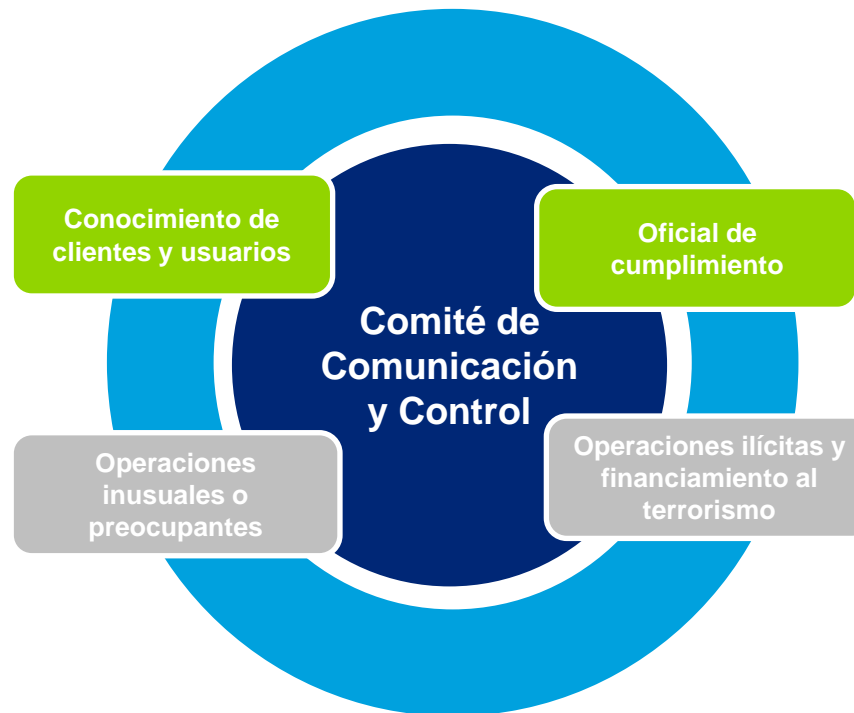 Conocimiento de
clientes y usuarios
Oficial de
cumplimiento
Comité de
Comunicación
y Control
Operaciones
inusuales o
preocupantes
Operaciones ilícitas y
financiamiento al
terrorismo